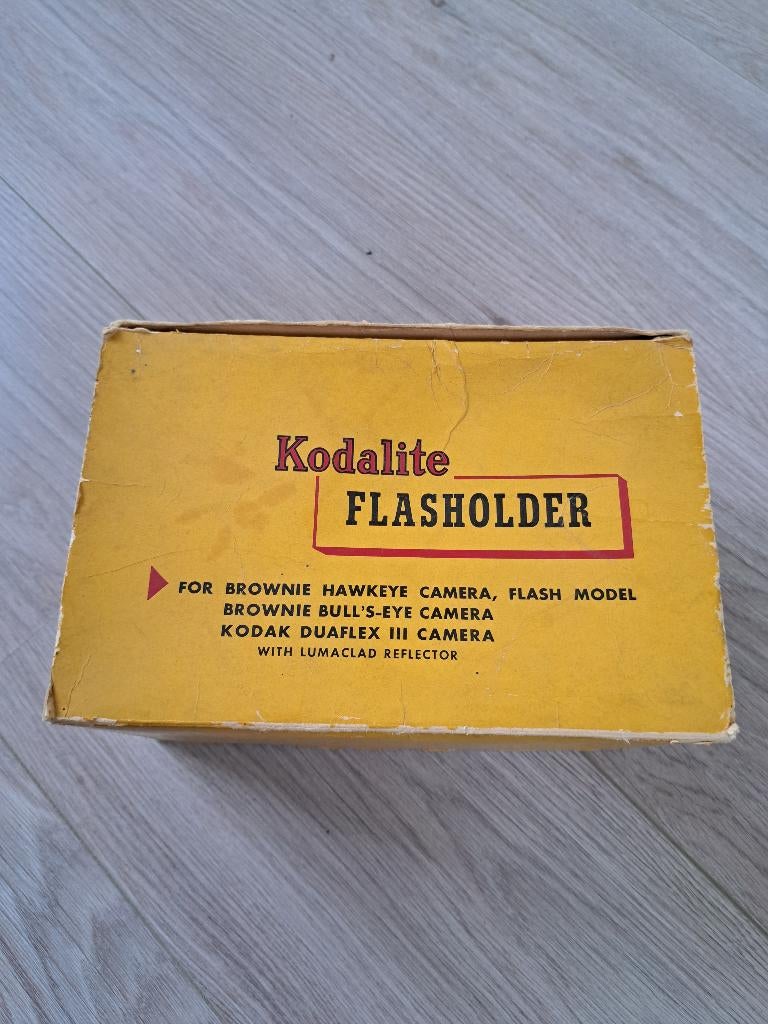 Kodalite
FLASHOLDER
FOR BROWNIE HAWKEYE CAMERA, FLASH MODEL
BROWNIE BULL'S-EYE CAMERA
KODAK DUAFLEX III CAMERA
WITH LUMACLAD REFLECTOR